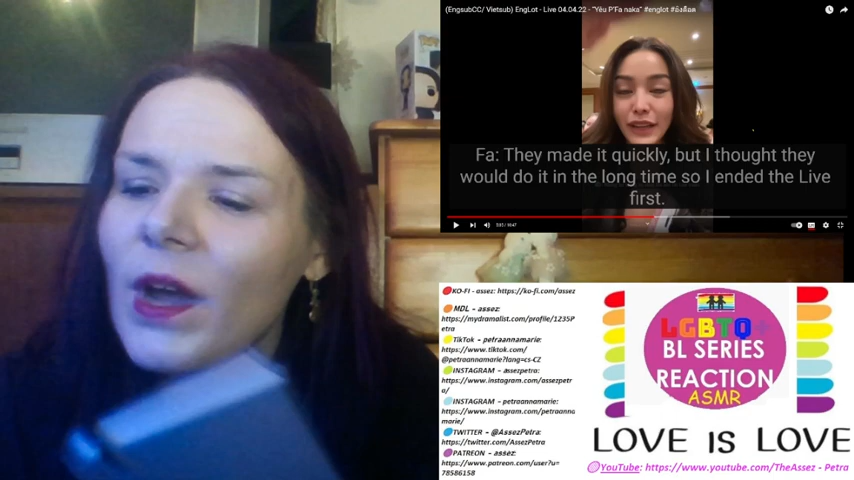 (EngsubCC/ Vietsub) EngLot - Live 04.04.22 - "Yêu P'Fa naka" #englot #อิงล็อต
Fa: They made it quickly, but I thought they
would do it in the long time so I ended the Live
first.
KO-FI - assez: https://ko-fi.com/assez
MDL - assez:
https://mydramalist.com/profile/1235P
etra
TikTok - petraannamarie:
https://www.tiktok.com/
@petraannamarie?lang=cs-CZ
INSTAGRAM - assezpetra:
https://www.instagram.com/assezpetr
a/
INSTAGRAM - petraannamarie:
https://www.instagram.com/petraanna
marie/
TWITTER - @AssezPetra:
https://twitter.com/AssezPetra
PATREON - assez:
https://www.patreon.com/user?u=
78586158
LGBTQ+
BL SERIES
REACTION
ASMR
LOVE is LOVE
YouTube: https://www.youtube.com/TheAssez - Petra